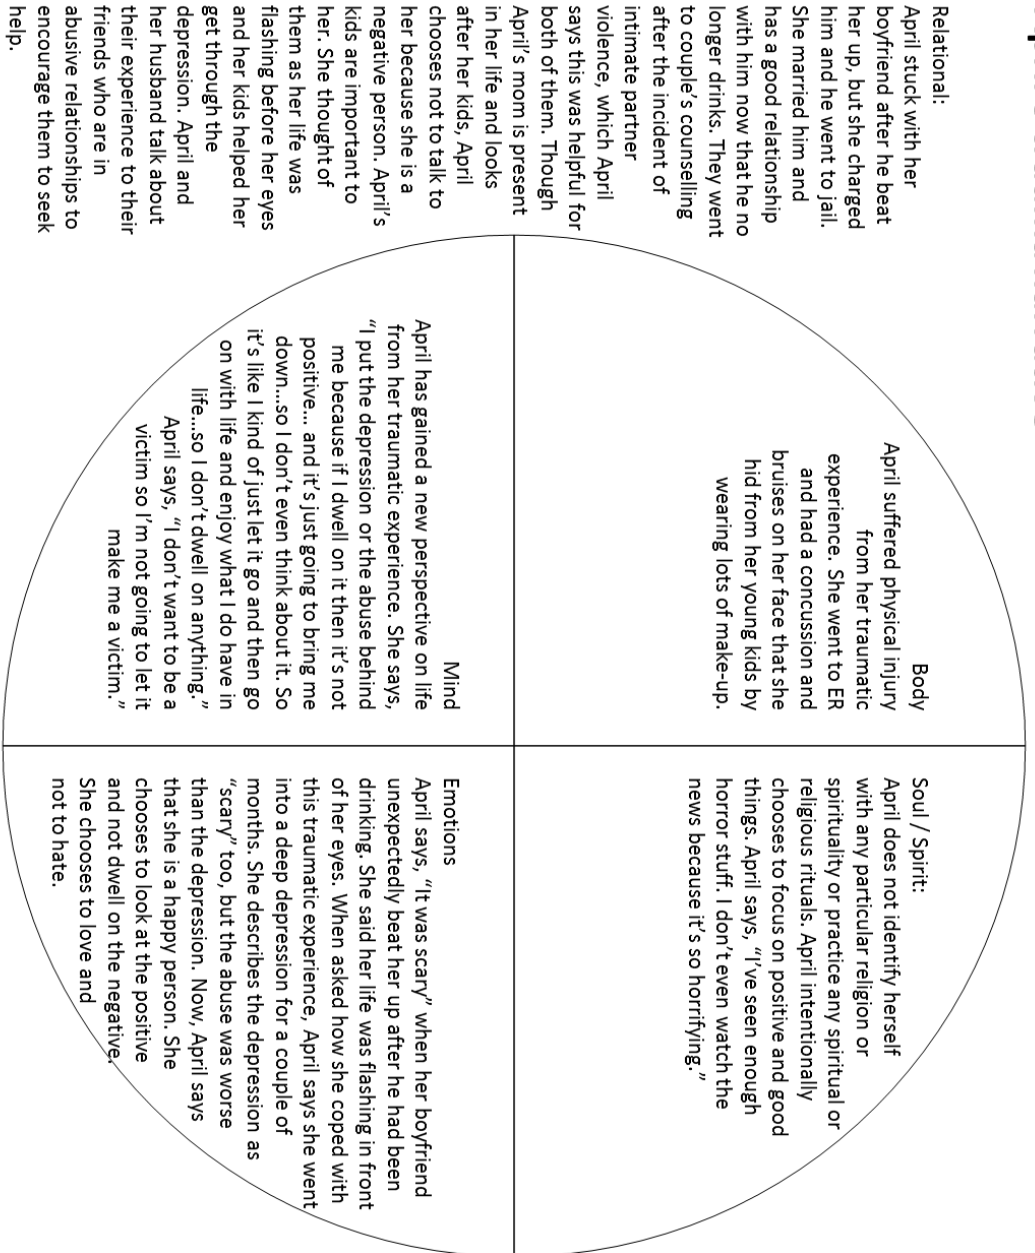 Relational:
April stuck with her
boyfriend after he beat
her up, but she charged
him and he went to jail.
She married him and
has a good relationship
with him now that he no
longer drinks. They went
to couple's counselling
after the incident of
intimate partner
violence, which April
says this was helpful for
both of them. Though
April's mom is present
in her life and looks
after her kids, April
chooses not to talk to
her because she is a
negative person. April's
kids are important to
her. She thought of
them as her life was
flashing before her eyes
and her kids helped her
get through the
depression. April and
her husband talk about
their experience to their
friends who are in
abusive relationships to
encourage them to seek
help.
Body
April suffered physical injury
from her traumatic
experience. She went to ER
and had a concussion and
bruises on her face that she
hid from her young kids by
wearing lots of make-up.
Soul / Spirit:
April does not identify herself
with any particular religion or
spirituality or practice any spiritual or
religious rituals. April intentionally
chooses to focus on positive and good
things. April says, "I've seen enough
horror stuff. I don't even watch the
news because it's so horrifying."
Mind
April has gained a new perspective on life
from her traumatic experience. She says,
"I put the depression or the abuse behind
me because if I dwell on it then it's not
positive... and it's just going to bring me
down...so I don't even think about it. So
it's like I kind of just let it go and then go
on with life and enjoy what I do have in
life...so I don't dwell on anything."
April says, "I don't want to be a
victim so I'm not going to let it
make me a victim."
Emotions
April says, "It was scary" when her boyfriend
unexpectedly beat her up after he had been
drinking. She said her life was flashing in front
of her eyes. When asked how she coped with
this traumatic experience, April says she went
into a deep depression for a couple of
months. She describes the depression as
"scary" too, but the abuse was worse
than the depression. Now, April says
that she is a happy person. She
chooses to look at the positive
and not dwell on the negative.
She chooses to love and
not to hate.